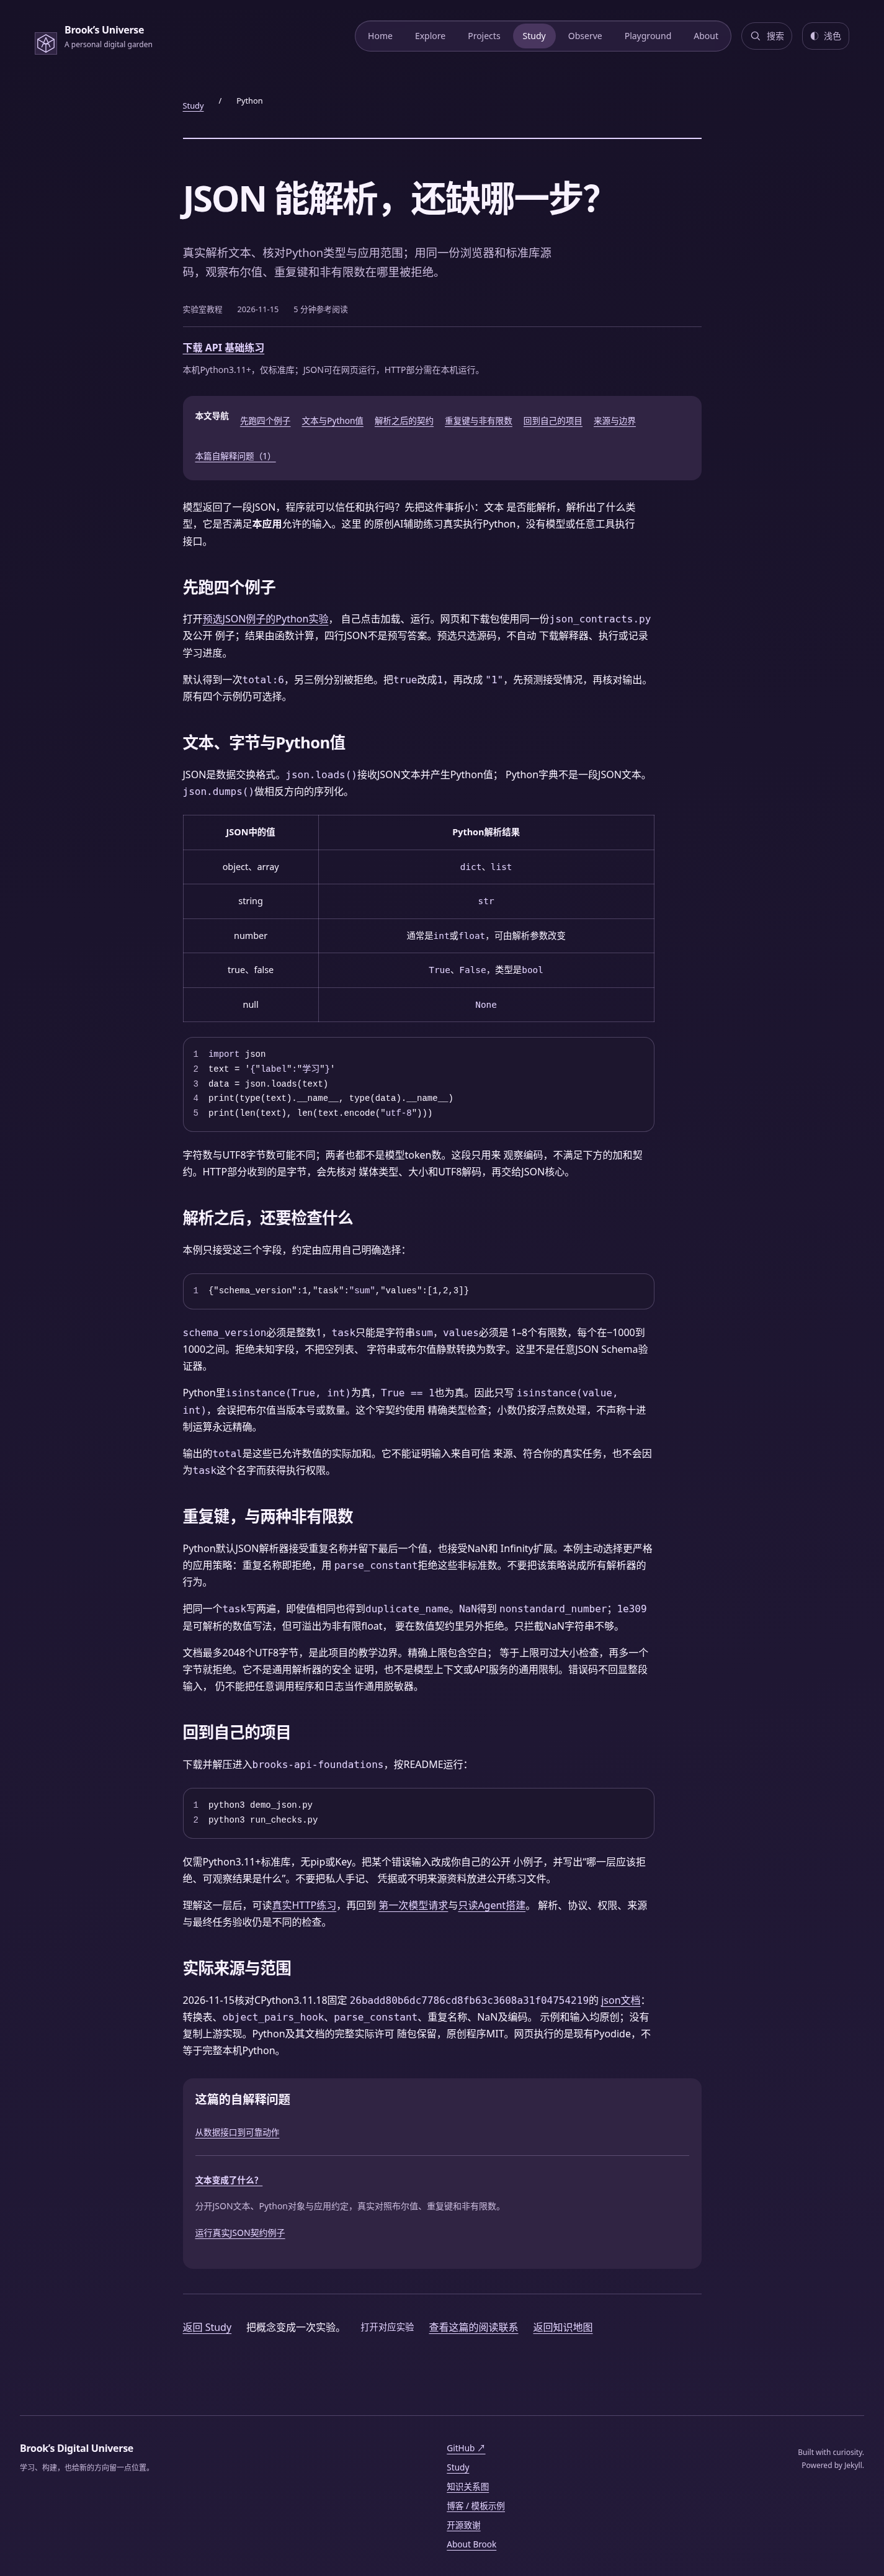 Brook's Universe
A personal digital garden
Home Explore Projects Study Observe Playground About 搜索 浅色
Study / Python
JSON 能解析，还缺哪一步？
真实解析文本、核对Python类型与应用范围；用同一份浏览器和标准库源
码，观察布尔值、重复键和非有限数在哪里被拒绝。
实验室教程 2026-11-15 5 分钟参考阅读
下载 API 基础练习
本机Python3.11+，仅标准库；JSON可在网页运行，HTTP部分需在本机运行。
本文导航 先跑四个例子 文本与Python值 解析之后的契约 重复键与非有限数 回到自己的项目 来源与边界
本篇自解释问题（1）
模型返回了一段JSON，程序就可以信任和执行吗？先把这件事拆小：文本 是否能解析，解析出了什么类
型，它是否满足本应用允许的输入。这里 的原创AI辅助练习真实执行Python，没有模型或任意工具执行
接口。
先跑四个例子
打开预选JSON例子的Python实验， 自己点击加载、运行。网页和下载包使用同一份json_contracts.py
及公开 例子；结果由函数计算，四行JSON不是预写答案。预选只选源码，不自动 下载解释器、执行或记录
学习进度。
默认得到一次total:6，另三例分别被拒绝。把true改成1，再改成 "1"，先预测接受情况，再核对输出。
原有四个示例仍可选择。
文本、字节与Python值
JSON是数据交换格式。json.loads()接收JSON文本并产生Python值； Python字典不是一段JSON文本。
json.dumps()做相反方向的序列化。
JSON中的值 Python解析结果
object、array dict、list
string str
number 通常是int或float，可由解析参数改变
true、false True、False，类型是bool
null None
1 import json
2 text = '{"label":"学习"}'
3 data = json.loads(text)
4 print(type(text).__name__, type(data).__name__)
5 print(len(text), len(text.encode("utf-8")))
字符数与UTF8字节数可能不同；两者也都不是模型token数。这段只用来 观察编码，不满足下方的加和契
约。HTTP部分收到的是字节，会先核对 媒体类型、大小和UTF8解码，再交给JSON核心。
解析之后，还要检查什么
本例只接受这三个字段，约定由应用自己明确选择：
1 {"schema_version":1,"task":"sum","values":[1,2,3]}
schema_version必须是整数1，task只能是字符串sum，values必须是 1–8个有限数，每个在−1000到
1000之间。拒绝未知字段，不把空列表、 字符串或布尔值静默转换为数字。这里不是任意JSON Schema验
证器。
Python里isinstance(True, int)为真，True == 1也为真。因此只写 isinstance(value,
int)，会误把布尔值当版本号或数量。这个窄契约使用 精确类型检查；小数仍按浮点数处理，不声称十进
制运算永远精确。
输出的total是这些已允许数值的实际加和。它不能证明输入来自可信 来源、符合你的真实任务，也不会因
为task这个名字而获得执行权限。
重复键，与两种非有限数
Python默认JSON解析器接受重复名称并留下最后一个值，也接受NaN和 Infinity扩展。本例主动选择更严格
的应用策略：重复名称即拒绝，用 parse_constant拒绝这些非标准数。不要把该策略说成所有解析器的
行为。
把同一个task写两遍，即使值相同也得到duplicate_name。NaN得到 nonstandard_number；1e309
是可解析的数值写法，但可溢出为非有限float， 要在数值契约里另外拒绝。只拦截NaN字符串不够。
文档最多2048个UTF8字节，是此项目的教学边界。精确上限包含空白； 等于上限可过大小检查，再多一个
字节就拒绝。它不是通用解析器的安全 证明，也不是模型上下文或API服务的通用限制。错误码不回显整段
输入， 仍不能把任意调用程序和日志当作通用脱敏器。
回到自己的项目
下载并解压进入brooks-api-foundations，按README运行：
1 python3 demo_json.py
2 python3 run_checks.py
仅需Python3.11+标准库，无pip或Key。把某个错误输入改成你自己的公开 小例子，并写出“哪一层应该拒
绝、可观察结果是什么”。不要把私人手记、 凭据或不明来源资料放进公开练习文件。
理解这一层后，可读真实HTTP练习，再回到 第一次模型请求与只读Agent搭建。 解析、协议、权限、来源
与最终任务验收仍是不同的检查。
实际来源与范围
2026-11-15核对CPython3.11.18固定 26badd80b6dc7786cd8fb63c3608a31f04754219的 json文档：
转换表、object_pairs_hook、parse_constant、重复名称、NaN及编码。 示例和输入均原创；没有
复制上游实现。Python及其文档的完整实际许可 随包保留，原创程序MIT。网页执行的是现有Pyodide，不
等于完整本机Python。
这篇的自解释问题
从数据接口到可靠动作
文本变成了什么？
分开JSON文本、Python对象与应用约定，真实对照布尔值、重复键和非有限数。
运行真实JSON契约例子
返回 Study 把概念变成一次实验。 打开对应实验 查看这篇的阅读联系 返回知识地图
Brook's Digital Universe
学习、构建，也给新的方向留一点位置。
GitHub ↗
Study
知识关系图
博客 / 模板示例
开源致谢
About Brook
Built with curiosity.
Powered by Jekyll.